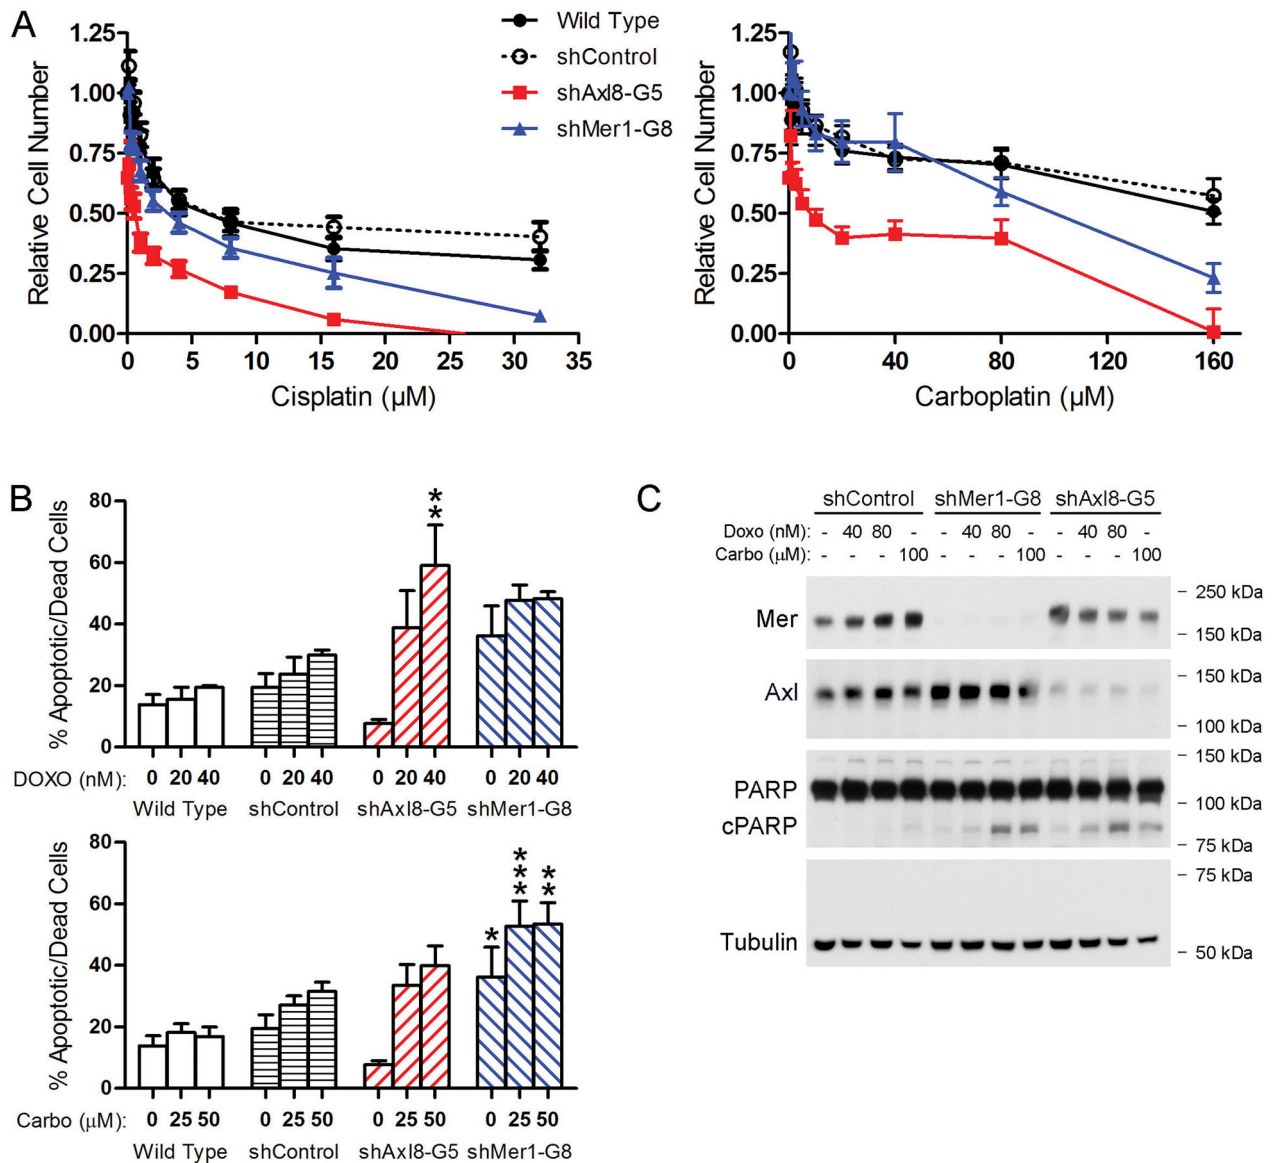 A
Wild Type
shControl
shAxl8-G5
shMer1-G8
Relative Cell Number
1.25
1.00
0.75
0.50
0.25
0.00
0 5 10 15 20 25 30 35
Cisplatin (µM)
Relative Cell Number
1.25
1.00
0.75
0.50
0.25
0.00
0 40 80 120 160
Carboplatin (µM)
B
% Apoptotic/Dead Cells
80
60
40
20
0
**
DOXO (nM): 0 20 40 0 20 40 0 20 40 0 20 40
Wild Type shControl shAxl8-G5 shMer1-G8
% Apoptotic/Dead Cells
80
60
40
20
0
* *** **
Carbo (µM): 0 25 50 0 25 50 0 25 50 0 25 50
Wild Type shControl shAxl8-G5 shMer1-G8
C
shControl shMer1-G8 shAxl8-G5
Doxo (nM): - 40 80 - - 40 80 - - 40 80 -
Carbo (µM): - - - 100 - - - 100 - - - 100
Mer
- 250 kDa
- 150 kDa
Axl
- 150 kDa
- 100 kDa
PARP
cPARP
- 150 kDa
- 100 kDa
- 75 kDa
Tubulin
- 75 kDa
- 50 kDa